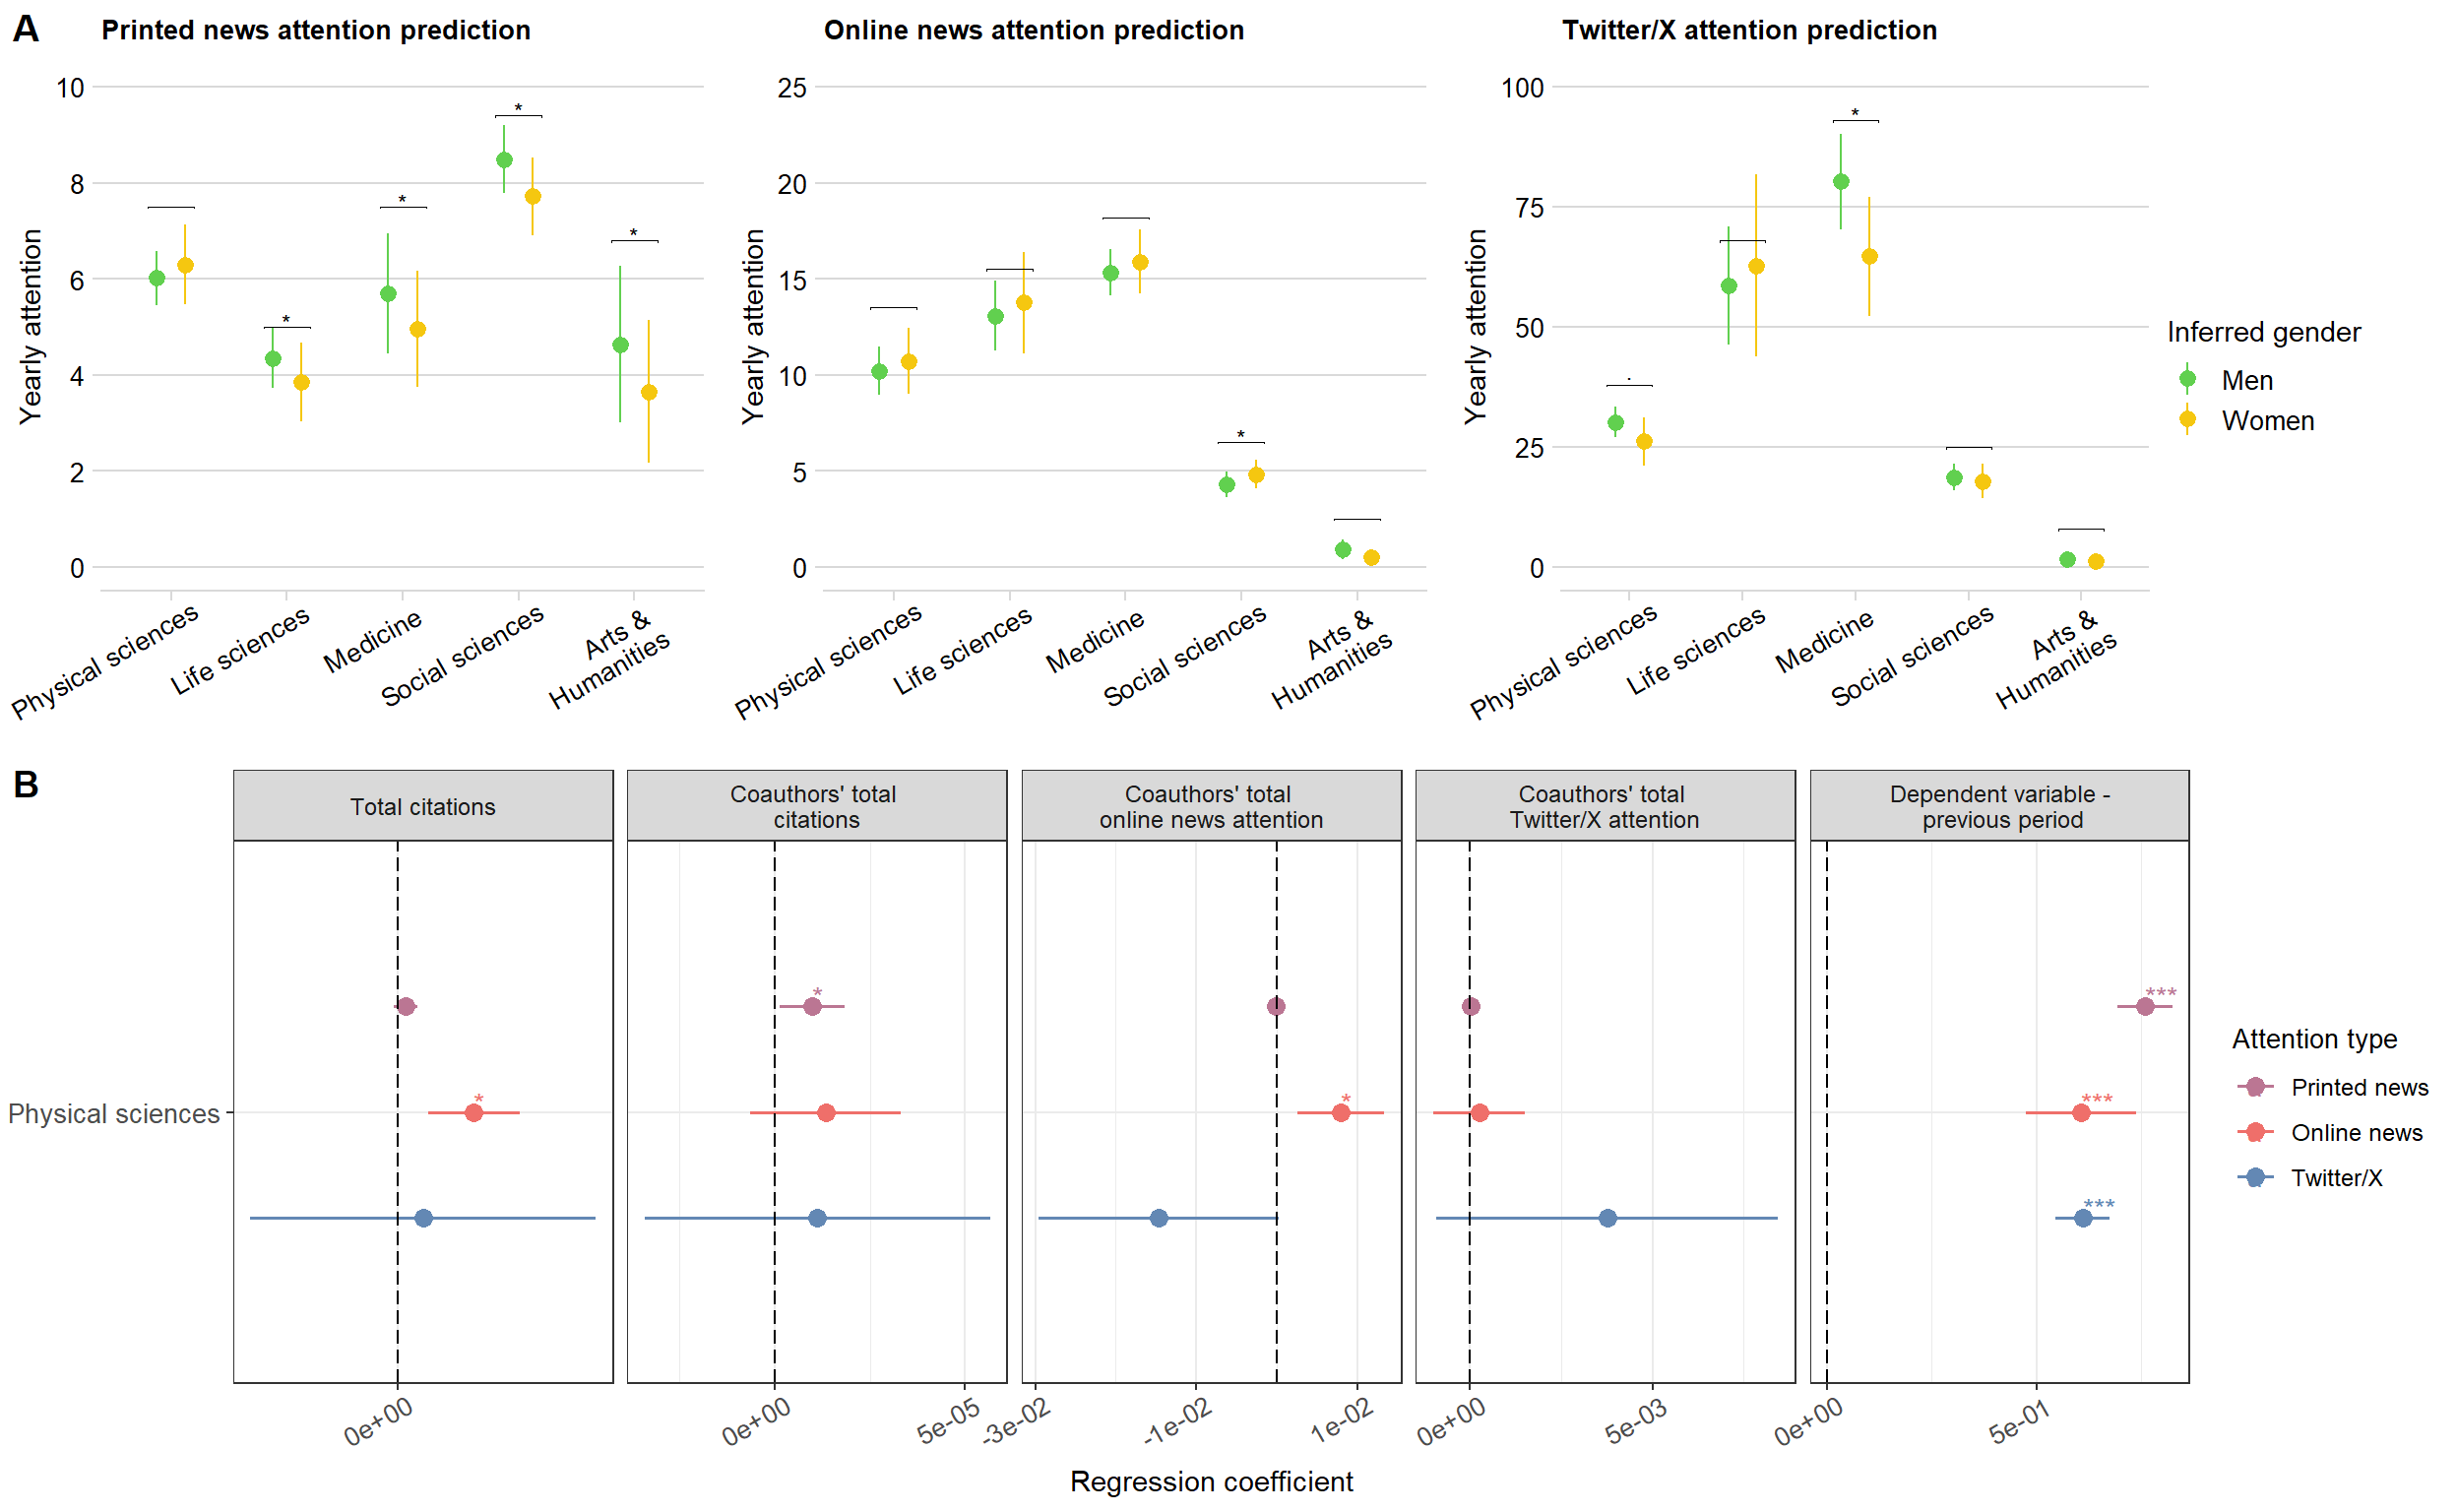 A
Printed news attention prediction
Online news attention prediction
Twitter/X attention prediction
Yearly attention
10
8
6
4
2
0
*
*
*
*
Physical sciences
Life sciences
Medicine
Social sciences
Arts &
Humanities
Yearly attention
25
20
15
10
5
0
*
Physical sciences
Life sciences
Medicine
Social sciences
Arts &
Humanities
Yearly attention
100
75
50
25
0
.
*
Physical sciences
Life sciences
Medicine
Social sciences
Arts &
Humanities
Inferred gender
Men
Women
B
Total citations
Coauthors' total
citations
Coauthors' total
online news attention
Coauthors' total
Twitter/X attention
Dependent variable -
previous period
Physical sciences
*
*
*
***
***
***
0e+00
0e+00
5e-05
-3e-02
-1e-02
1e-02
0e+00
5e-03
0e+00
5e-01
Regression coefficient
Attention type
Printed news
Online news
Twitter/X